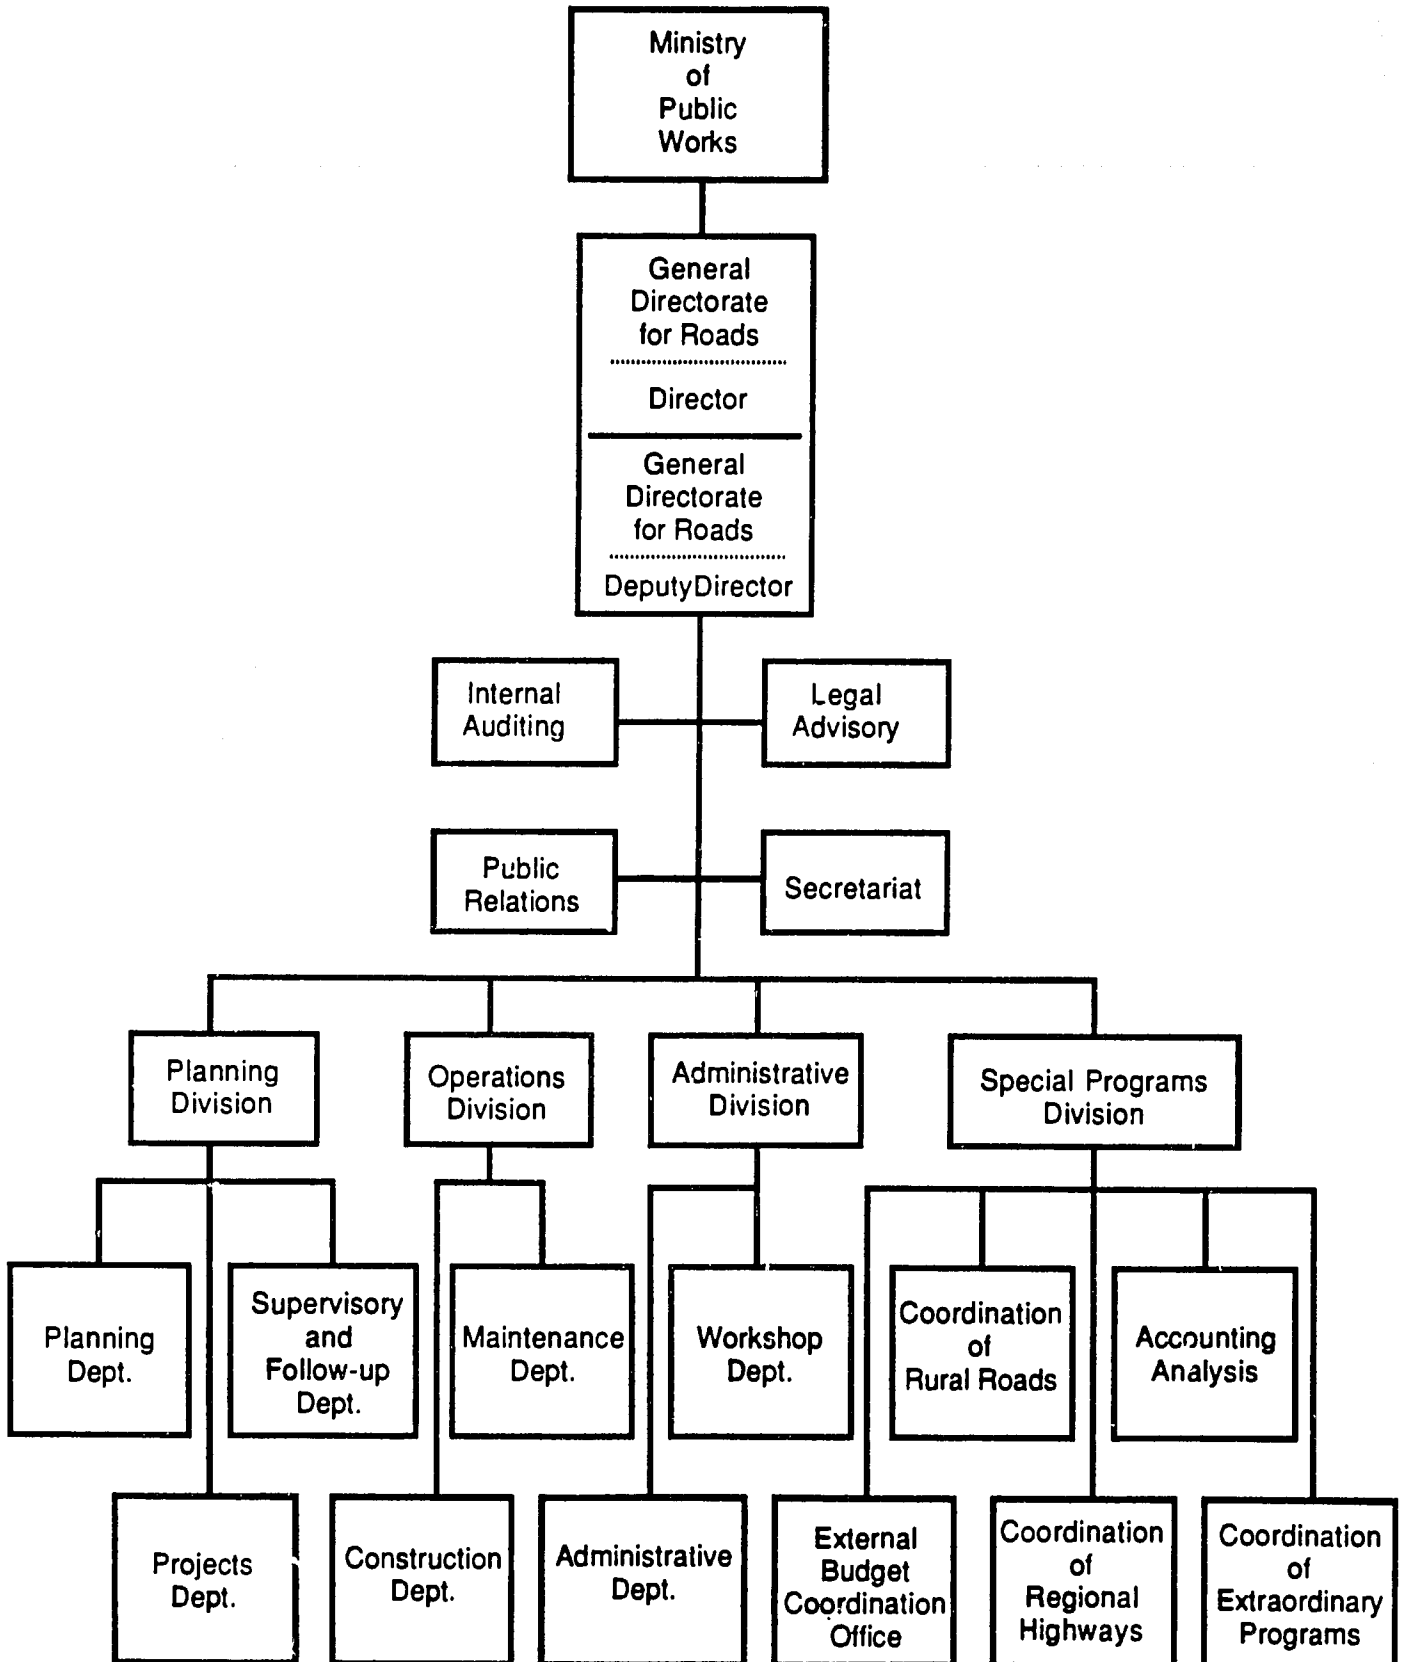 Ministry
of
Public
Works
General
Directorate
for Roads
Director
General
Directorate
for Roads
DeputyDirector
Internal
Auditing
Legal
Advisory
Public
Relations
Secretariat
Planning
Division
Operations
Division
Administrative
Division
Special Programs
Division
Planning
Dept.
Supervisory
and
Follow-up
Dept.
Maintenance
Dept.
Workshop
Dept.
Coordination
of
Rural Roads
Accounting
Analysis
Projects
Dept.
Construction
Dept.
Administrative
Dept.
External
Budget
Coordination
Office
Coordination
of
Regional
Highways
Coordination
of
Extraordinary
Programs